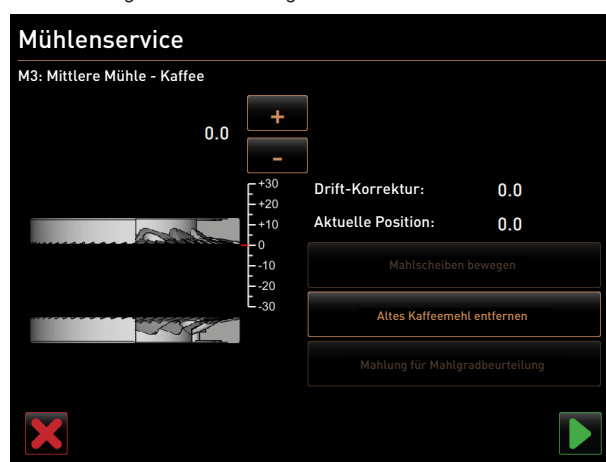 Mühlenservice
M3: Mittlere Mühle - Kaffee
0.0
+
-
+30
+20
+10
0
-10
-20
-30
Drift-Korrektur: 0.0
Aktuelle Position: 0.0
Mahlscheiben bewegen
Altes Kaffeemehl entfernen
Mahlung für Mahlgradbeurteilung